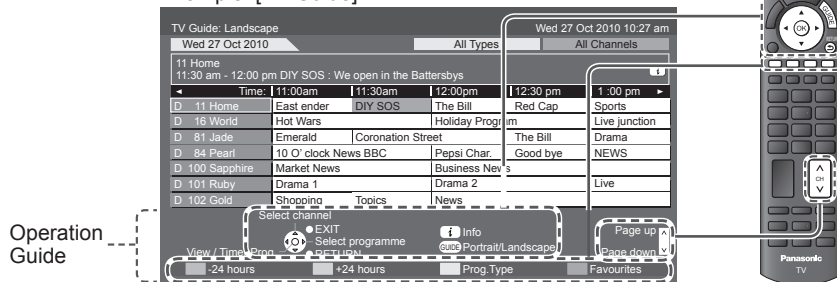 TV Guide: Landscape Wed 27 Oct 2010 10:27 am
Wed 27 Oct 2010 All Types All Channels
11 Home
11:30 am - 12:00 pm DIY SOS : We open in the Battersbys i
◄ Time: 11:00am 11:30am 12:00pm 12:30 pm 1 :00 pm ►
D 11 Home East ender DIY SOS The Bill Red Cap Sports
D 16 World Hot Wars Holiday Program Live junction
D 81 Jade Emerald Coronation Street The Bill Drama
D 84 Pearl 10 O' clock News BBC Pepsi Char. Good bye NEWS
D 100 Sapphire Market News Business News
D 101 Ruby Drama 1 Drama 2 Live
D 102 Gold Shopping Topics News
Operation
Guide
Select channel
EXIT i Info Page up
Select programme GUIDE Portrait/Landscape
View / Time/Prog. RETURN Page down
-24 hours +24 hours Prog.Type Favourites
GUIDE
OK
CH
Panasonic
TV